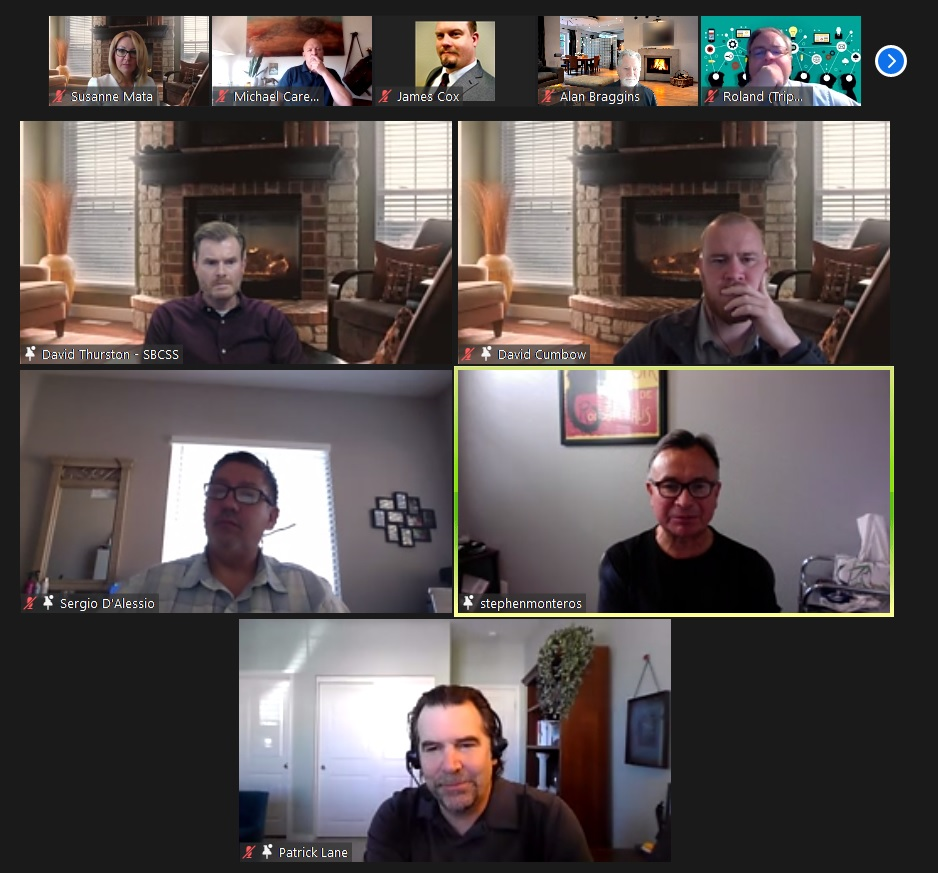 Susanne Mata
Michael Care...
James Cox
Alan Braggins
Roland (Trip...
David Thurston - SBCSS
David Cumbow
Sergio D'Alessio
stephenmonteros
Patrick Lane